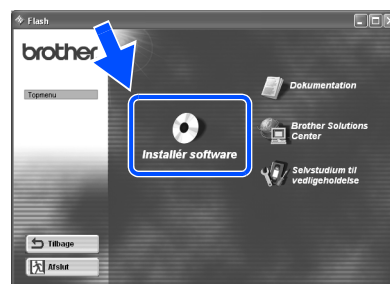 Flash
brother
Topmenu
Installér software
Dokumentation
Brother Solutions
Center
Selvstudium til
vedligeholdelse
Tilbage
Afslut